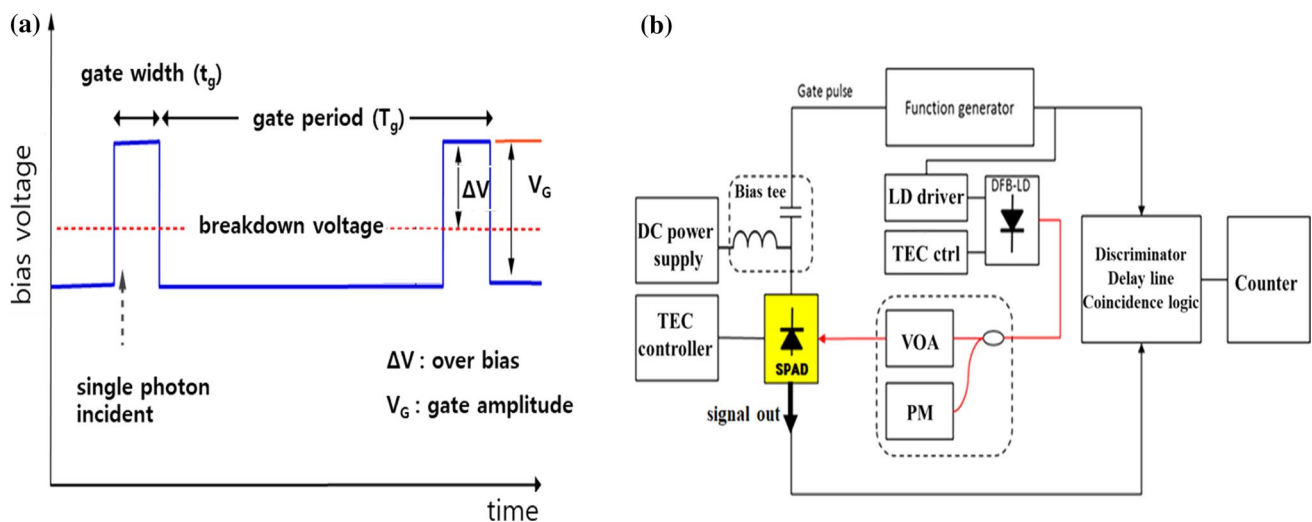 (a)
gate width (tg)
gate period (Tg)
ΔV
VG
breakdown voltage
bias voltage
single photon
incident
ΔV : over bias
VG : gate amplitude
time
(b)
Gate pulse
Function generator
Bias tee
LD driver
DFB-LD
DC power
supply
TEC ctrl
Discriminator
Delay line
Coincidence logic
Counter
TEC
controller
SPAD
VOA
PM
signal out